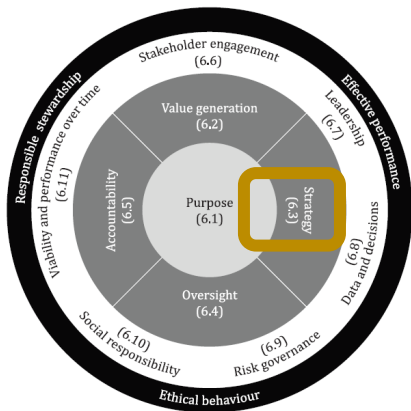 Responsible stewardship
Effective performance
Ethical behaviour
Stakeholder engagement
(6.6)
Leadership
(6.7)
Data and decisions
(6.8)
Risk governance
(6.9)
Social responsibility
(6.10)
Viability and performance over time
(6.11)
Value generation
(6.2)
Strategy
(6.3)
Oversight
(6.4)
Accountability
(6.5)
Purpose
(6.1)